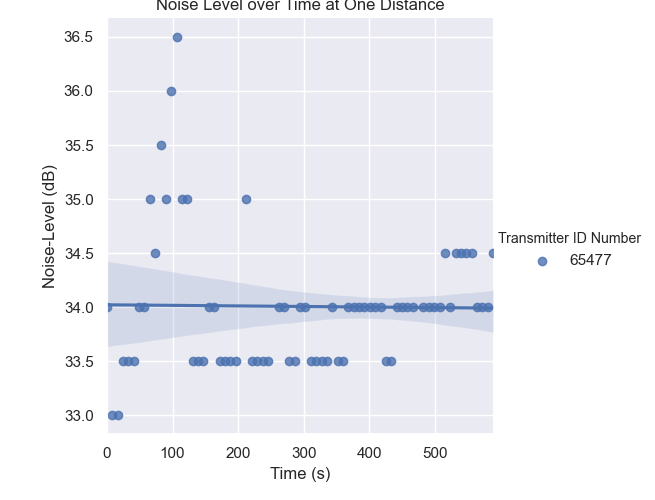 Noise Level over Time at One Distance
36.5
36.0
35.5
35.0
34.5
34.0
33.5
33.0
Noise-Level (dB)
0 100 200 300 400 500
Time (s)
Transmitter ID Number
65477